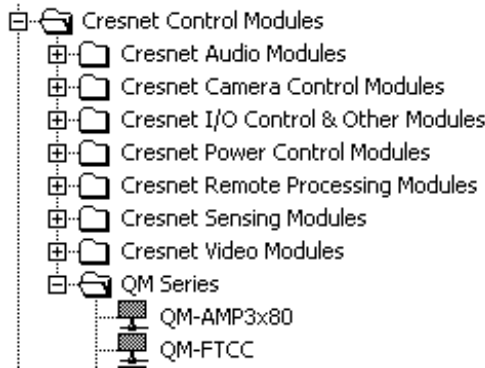 Cresnet Control Modules
Cresnet Audio Modules
Cresnet Camera Control Modules
Cresnet I/O Control & Other Modules
Cresnet Power Control Modules
Cresnet Remote Processing Modules
Cresnet Sensing Modules
Cresnet Video Modules
QM Series
QM-AMP3x80
QM-FTCC